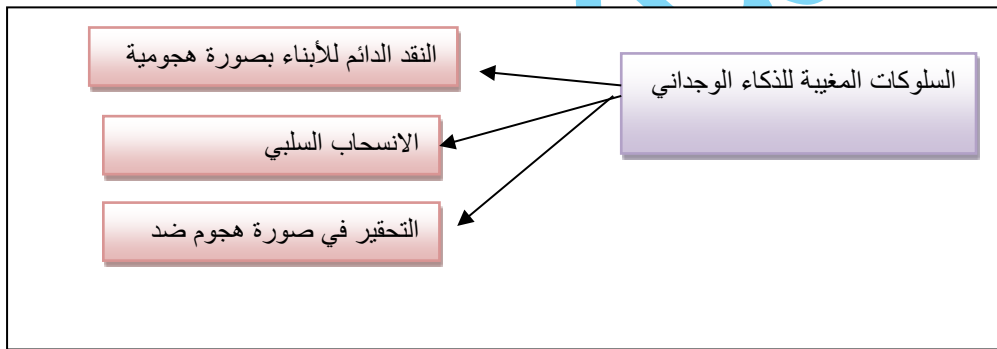 السلوكات المغيبة للذكاء الوجداني
النقد الدائم للأبناء بصورة هجومية
الانسحاب السلبي
التحقير في صورة هجوم ضد